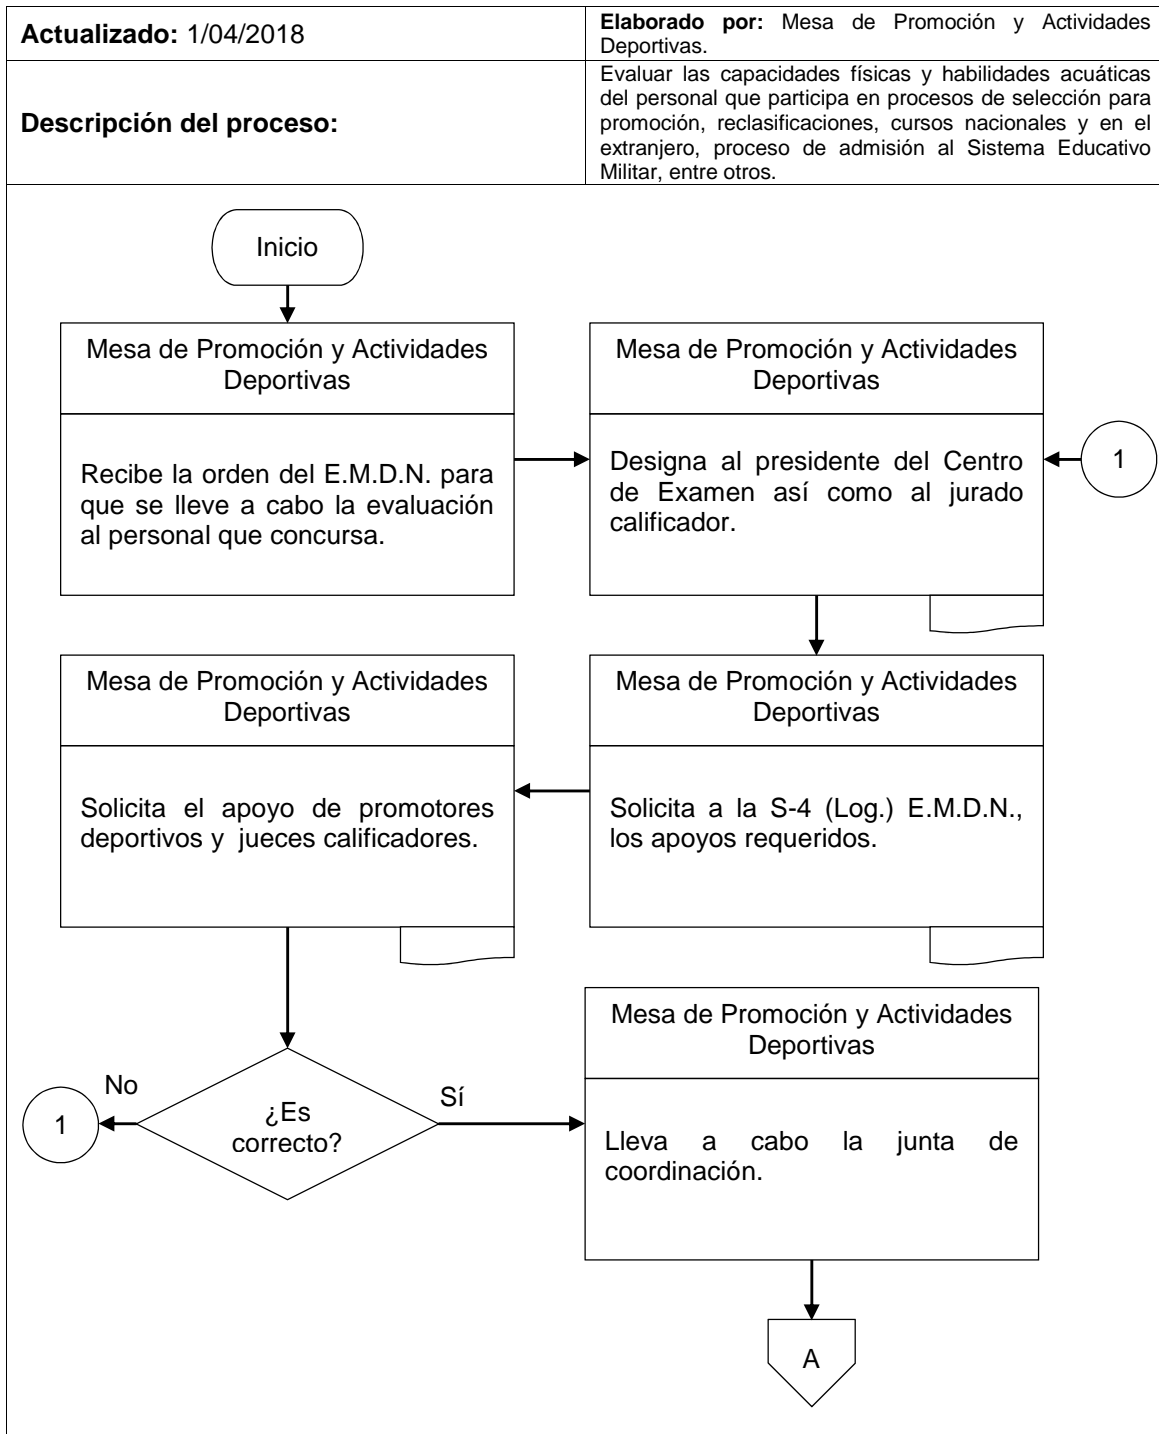 Actualizado: 1/04/2018
Elaborado por: Mesa de Promoción y Actividades
Deportivas.
Descripción del proceso:
Evaluar las capacidades físicas y habilidades acuáticas
del personal que participa en procesos de selección para
promoción, reclasificaciones, cursos nacionales y en el
extranjero, proceso de admisión al Sistema Educativo
Militar, entre otros.
Inicio
Mesa de Promoción y Actividades
Deportivas
Recibe la orden del E.M.D.N. para
que se lleve a cabo la evaluación
al personal que concursa.
Mesa de Promoción y Actividades
Deportivas
Designa al presidente del Centro
de Examen así como al jurado
calificador.
1
Mesa de Promoción y Actividades
Deportivas
Solicita a la S-4 (Log.) E.M.D.N.,
los apoyos requeridos.
Mesa de Promoción y Actividades
Deportivas
Solicita el apoyo de promotores
deportivos y jueces calificadores.
¿Es
correcto?
No
1
Sí
Mesa de Promoción y Actividades
Deportivas
Lleva a cabo la junta de
coordinación.
A